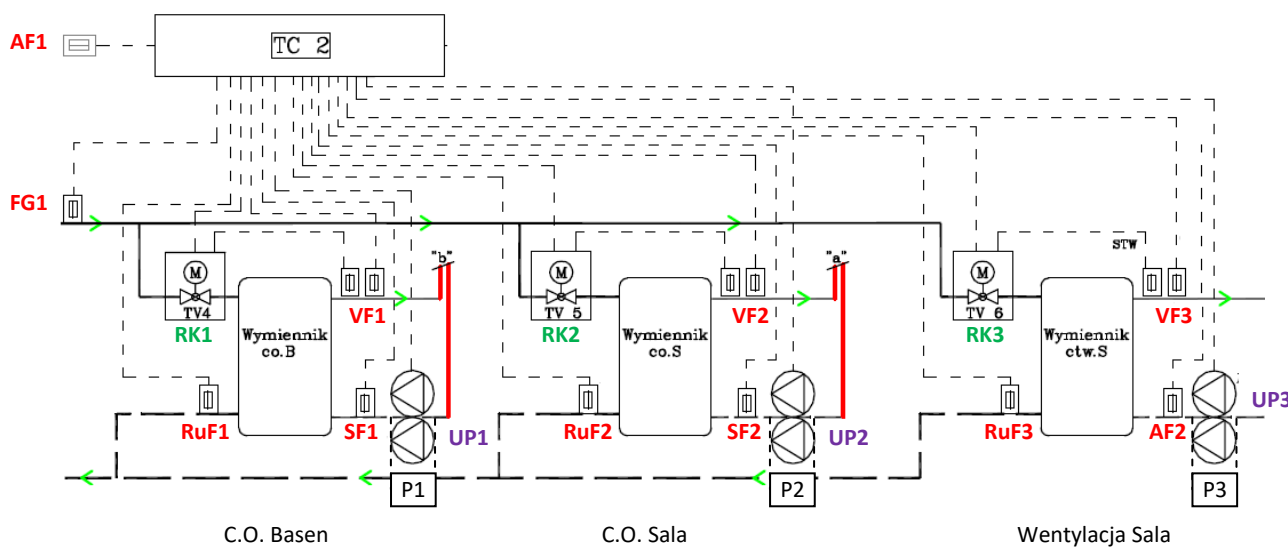 AF1
TC 2
FG1
"b"
"a"
STW
M
M
M
TV4
TV 5
TV 6
RK1
VF1
RK2
VF2
RK3
VF3
Wymiennik
co.B
Wymiennik
co.S
Wymiennik
ctw.S
UP3
RuF1
SF1
UP1
RuF2
SF2
UP2
RuF3
AF2
P1
P2
P3
C.O. Basen
C.O. Sala
Wentylacja Sala